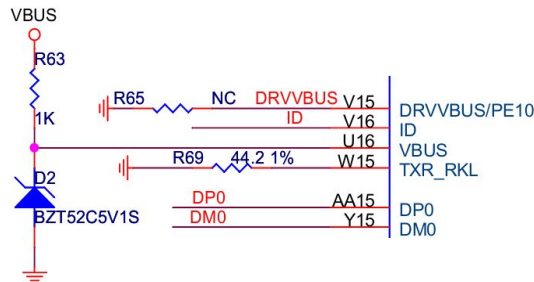 VBUS
R63
1K
R65 NC DRVVBUS V15 DRVVBUS/PE10
ID V16 ID
U16 VBUS
R69 44.2 1% W15 TXR_RKL
D2
BZT52C5V1S
DP0 AA15 DP0
DM0 Y15 DM0